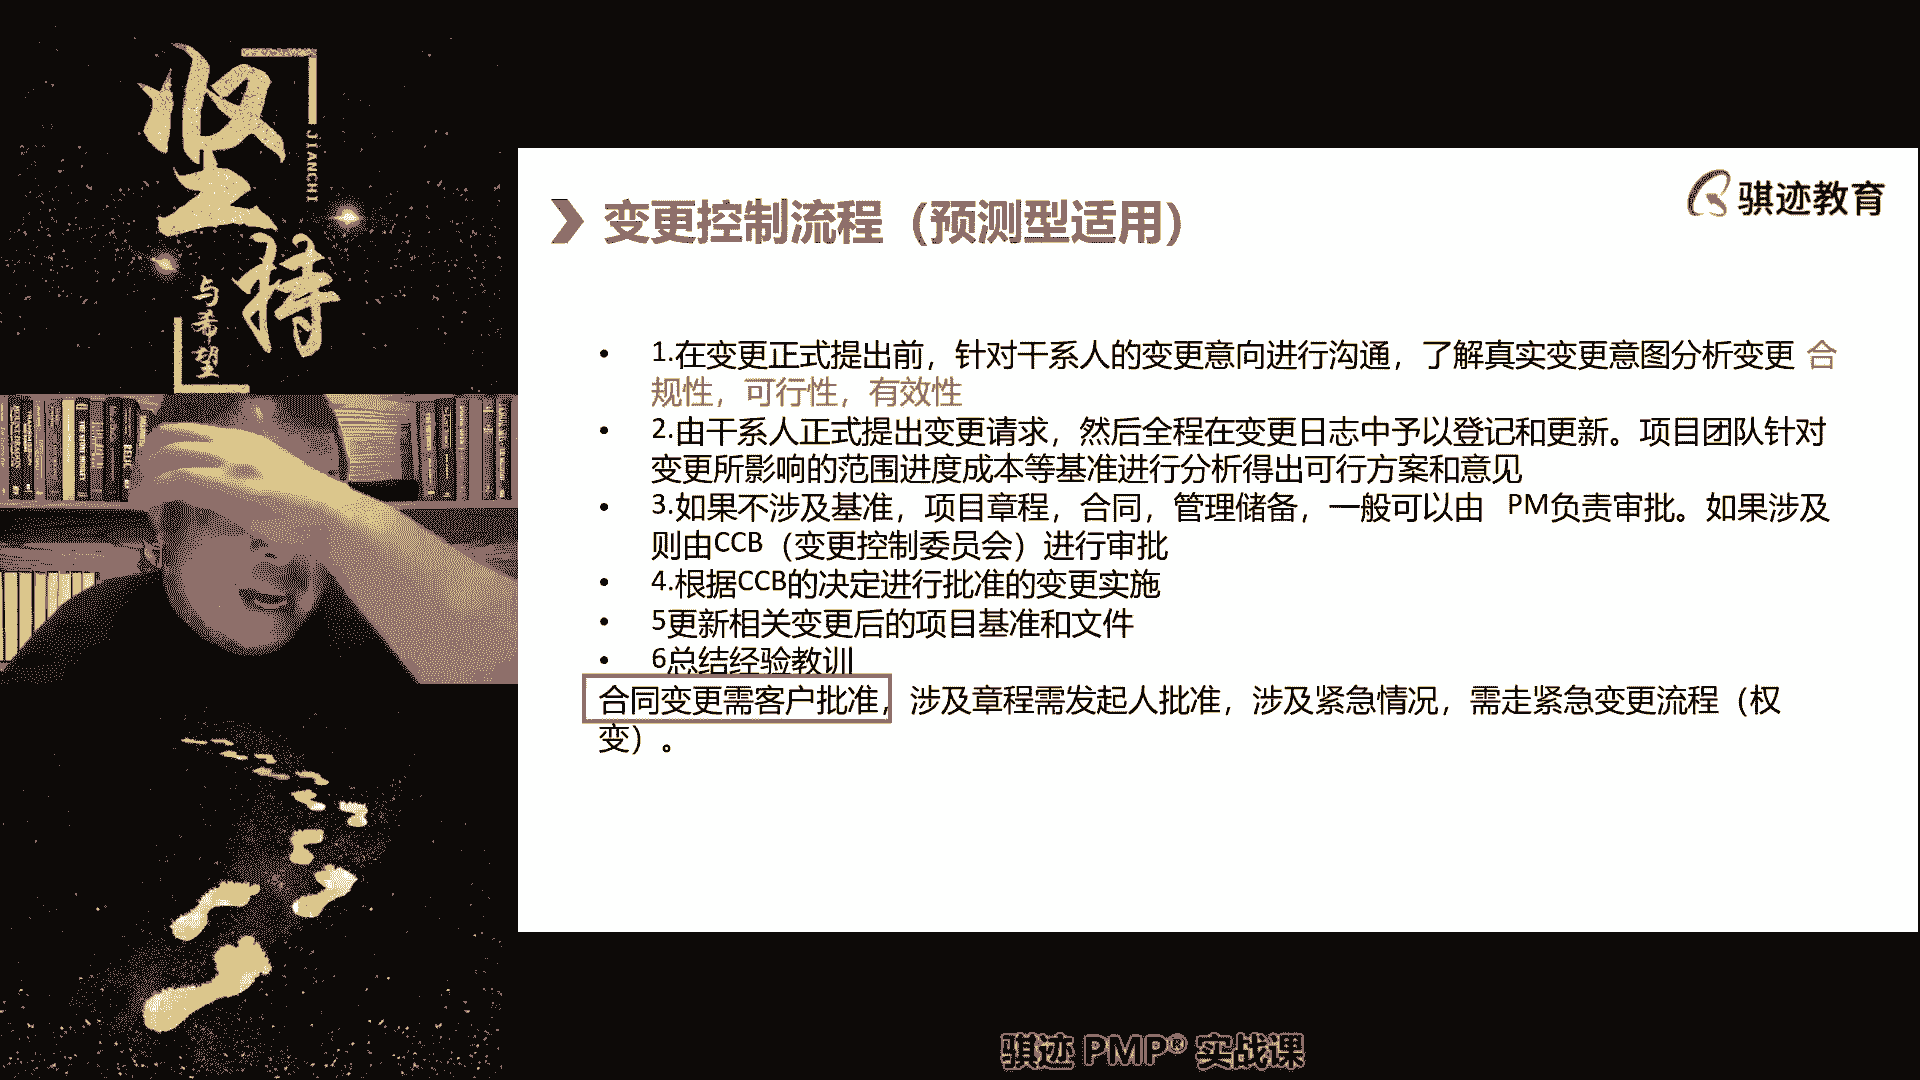 坚持
JIANCHI
与希望
骐迹教育
变更控制流程（预测型适用）
• 1.在变更正式提出前，针对干系人的变更意向进行沟通，了解真实变更意图分析变更 合
规性，可行性，有效性
• 2.由干系人正式提出变更请求，然后全程在变更日志中予以登记和更新。项目团队针对
变更所影响的范围进度成本等基准进行分析得出可行方案和意见
• 3.如果不涉及基准，项目章程，合同，管理储备，一般可以由 PM负责审批。如果涉及
则由CCB（变更控制委员会）进行审批
• 4.根据CCB的决定进行批准的变更实施
• 5更新相关变更后的项目基准和文件
• 6总结经验教训
合同变更需客户批准，涉及章程需发起人批准，涉及紧急情况，需走紧急变更流程（权
变）。
骐迹 PMP® 实战课